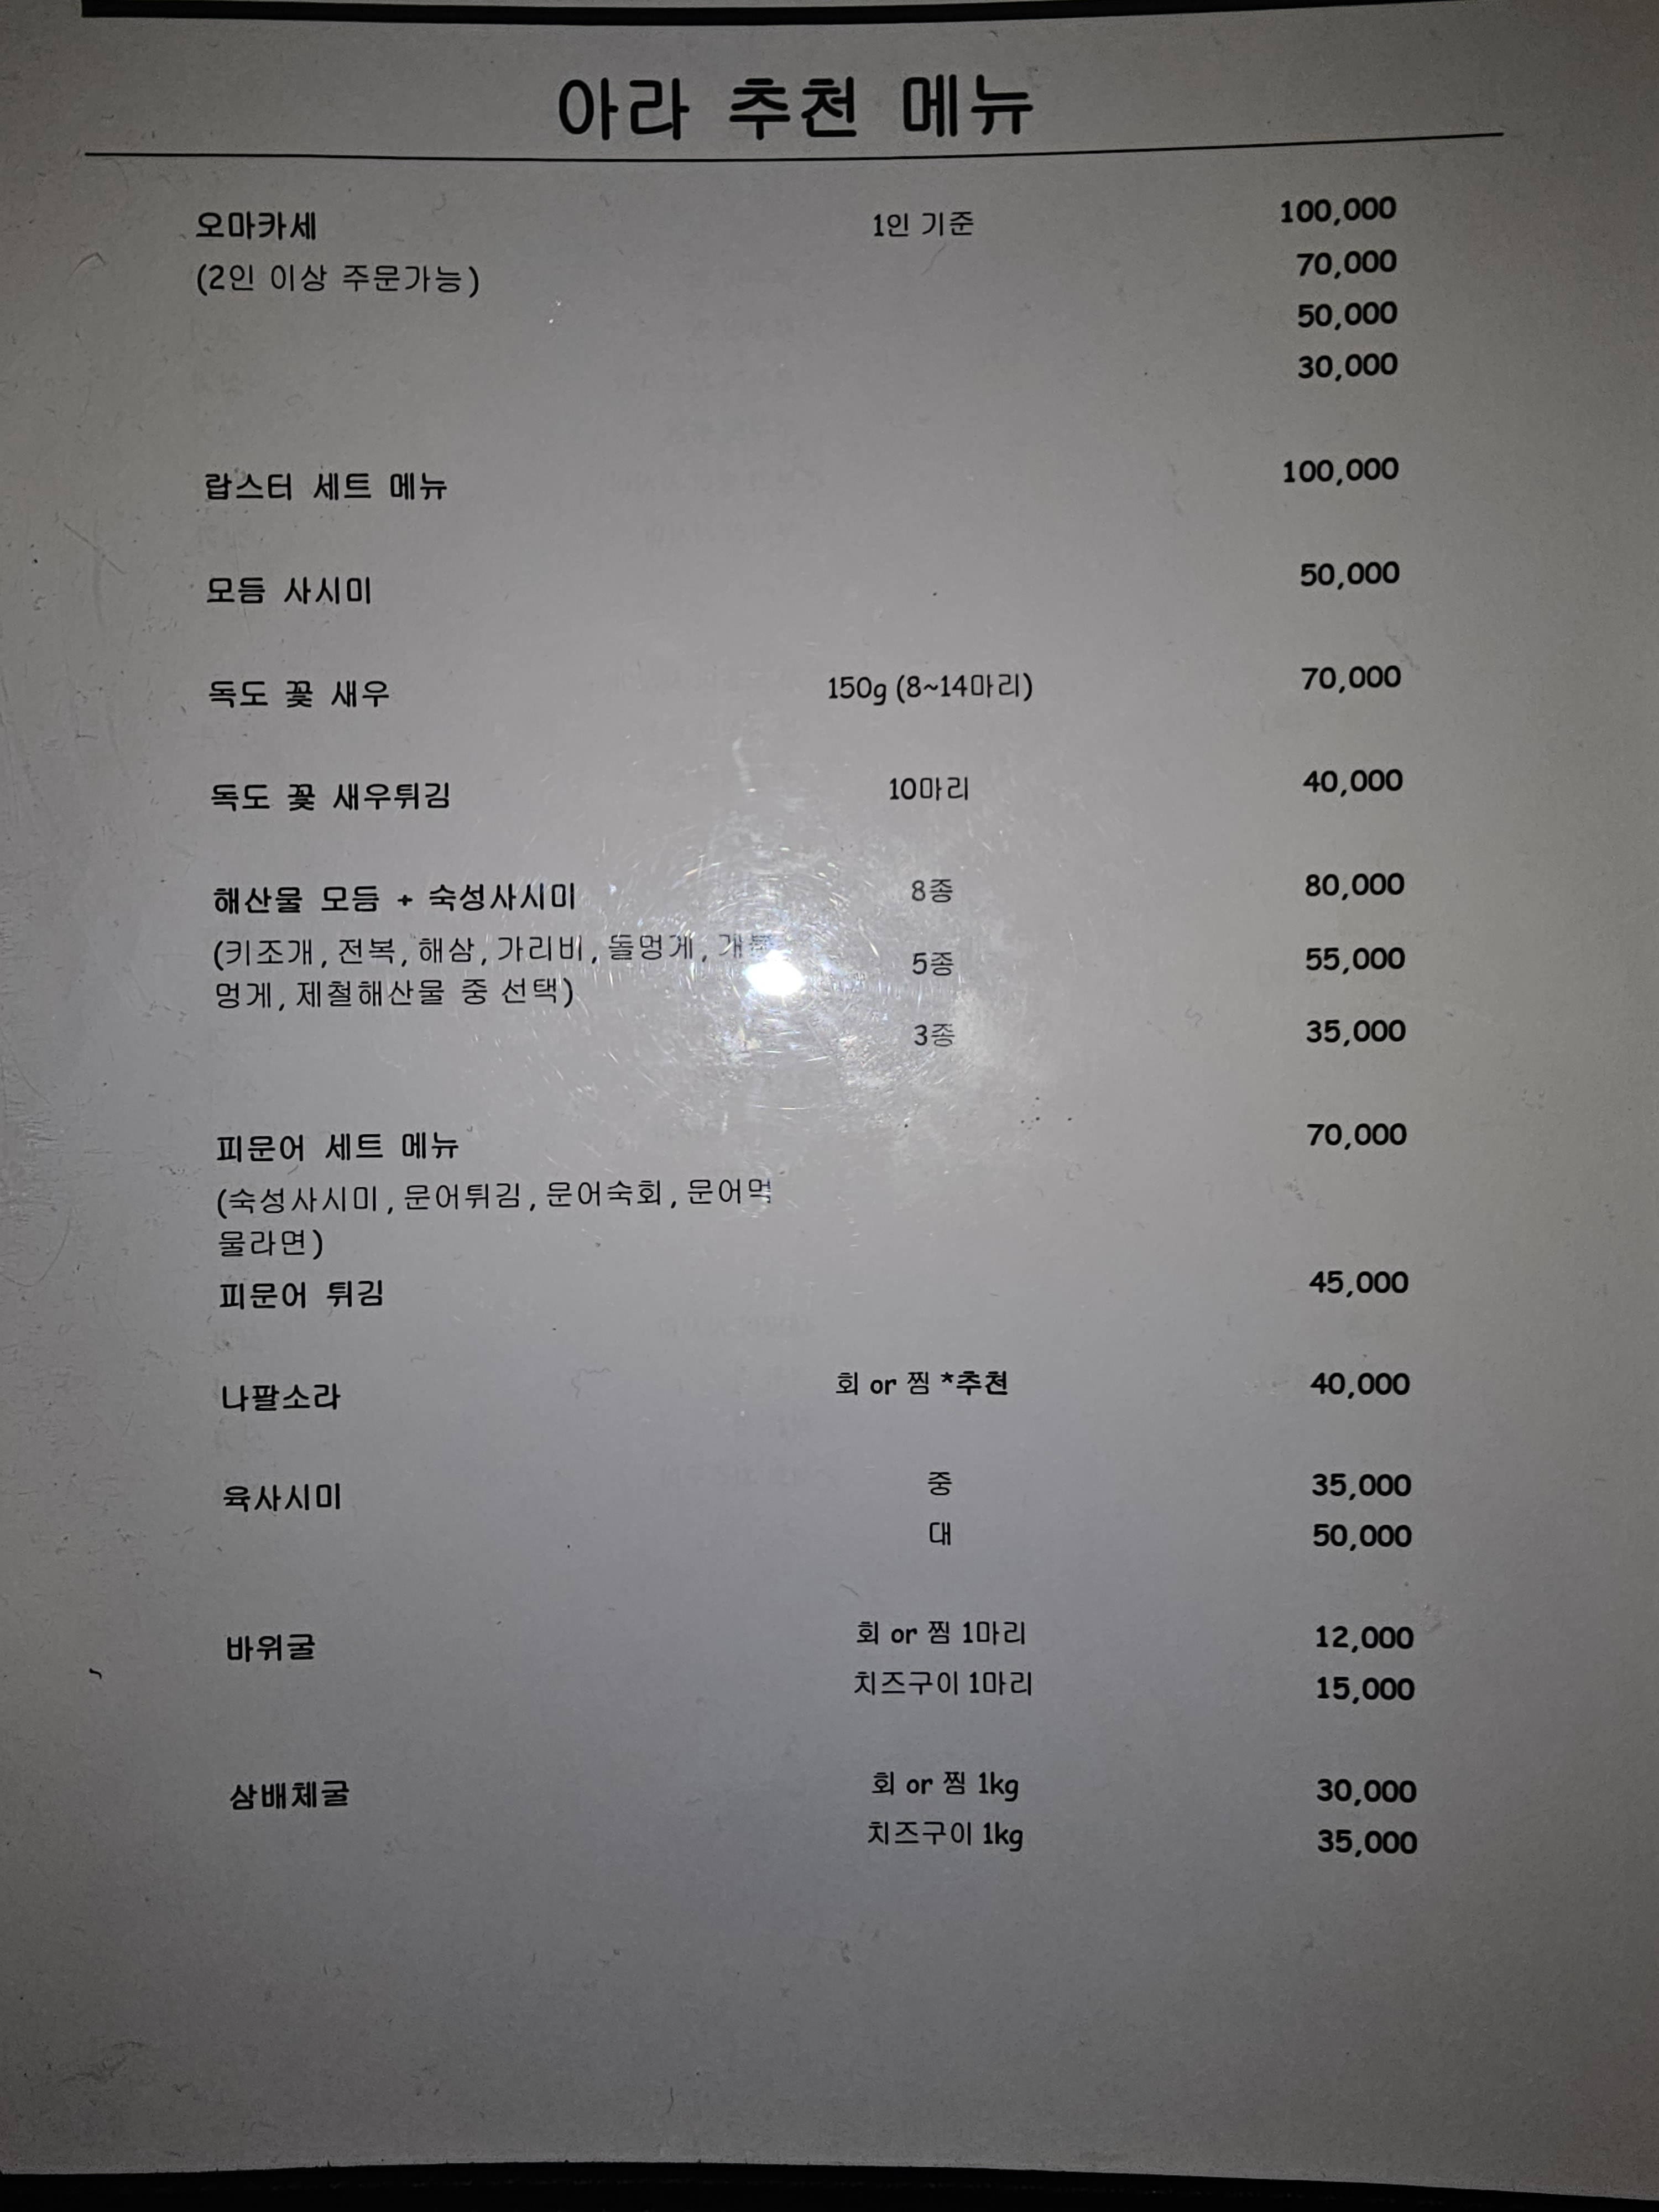 아라 추천 메뉴
오마카세 1인 기준 100,000
(2인 이상 주문가능) 70,000
50,000
30,000
랍스터 세트 메뉴 100,000
모듬 사시미 50,000
독도 꽃 새우 150g (8~14마리) 70,000
독도 꽃 새우튀김 10마리 40,000
해산물 모듬 + 숙성사시미 8종 80,000
(키조개, 전복, 해삼, 가리비, 돌멍게, 5종 55,000
멍게, 제철해산물 중 선택)
3종 35,000
피문어 세트 메뉴 70,000
(숙성사시미, 문어튀김, 문어숙회, 문어먹
물라면)
피문어 튀김 45,000
나팔소라 회 or 찜 *추천 40,000
육사시미 중 35,000
대 50,000
바위굴 회 or 찜 1마리 12,000
치즈구이 1마리 15,000
삼배체굴 회 or 찜 1kg 30,000
치즈구이 1kg 35,000